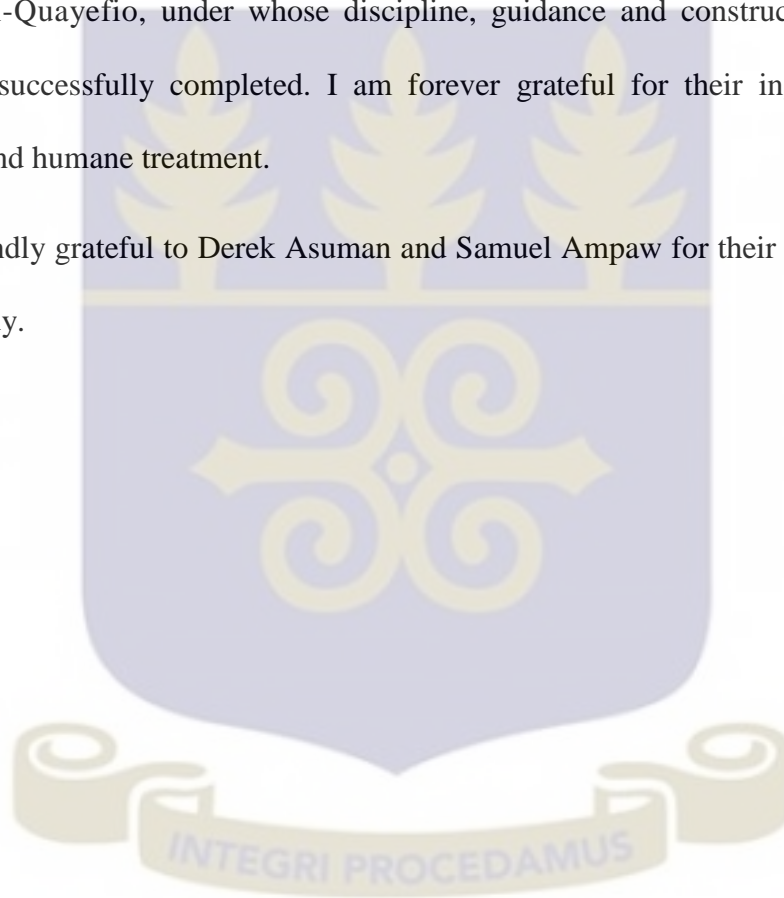 -Quayefio, under whose discipline, guidance and construc
successfully completed. I am forever grateful for their in
nd humane treatment.
ndly grateful to Derek Asuman and Samuel Ampaw for their
y.
INTEGRI PROCEDAMUS